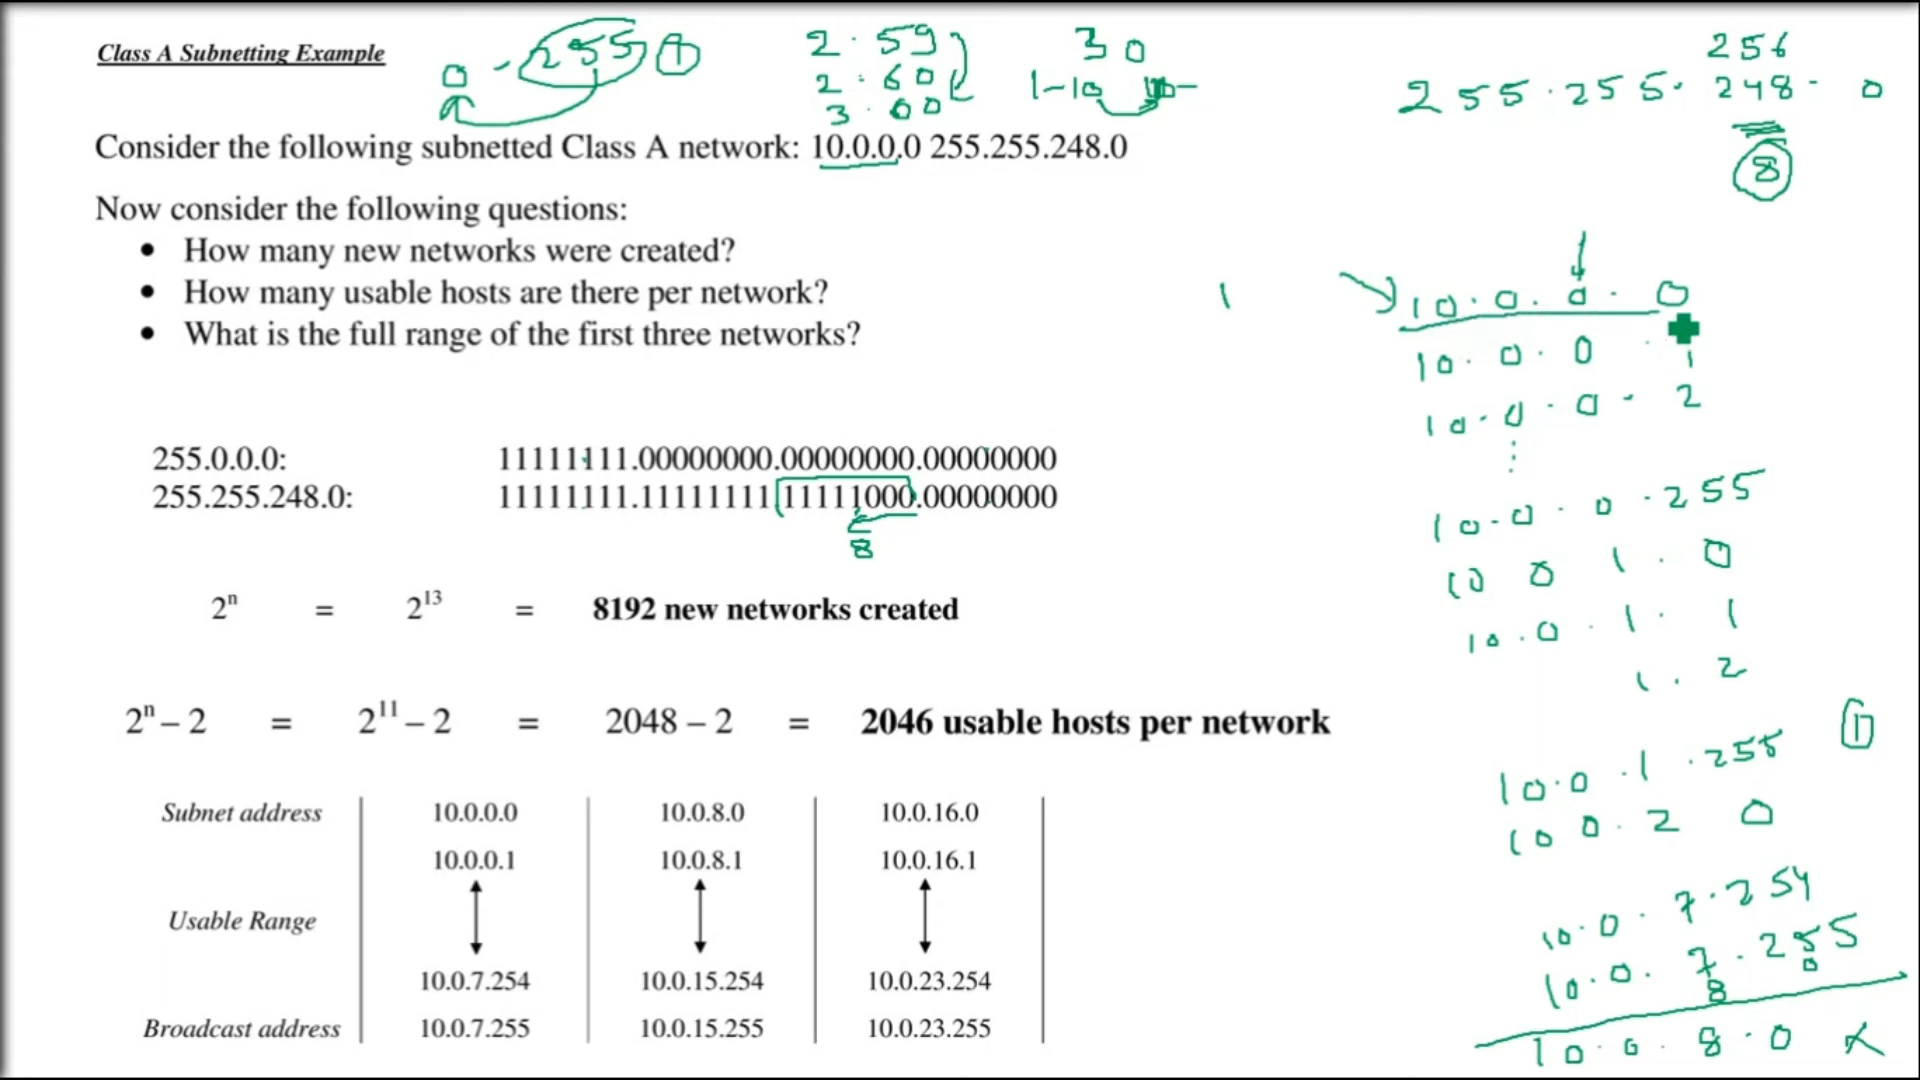 Class A Subnetting Example
0 - 255 1
2 : 59
2 : 60
3 : 00
30
1-10
256
255.255.248.0
8
Consider the following subnetted Class A network: 10.0.0.0 255.255.248.0
Now consider the following questions:
• How many new networks were created?
• How many usable hosts are there per network?
• What is the full range of the first three networks?
1
10.0.0.0
10.0.0.1
10.0.0.2
10.0.0.255
10 0 1.0
10.0.1.1
1.2
10.0.1.255
1
10 0.2 0
10.0.7.254
10.0.7.255
8 0
10.0.8.0
255.0.0.0: 11111111.00000000.00000000.00000000
255.255.248.0: 11111111.11111111.11111000.00000000
8
2ⁿ = 2¹³ = 8192 new networks created
2ⁿ – 2 = 2¹¹ – 2 = 2048 – 2 = 2046 usable hosts per network
Subnet address 10.0.0.0 10.0.8.0 10.0.16.0
10.0.0.1 10.0.8.1 10.0.16.1
Usable Range
10.0.7.254 10.0.15.254 10.0.23.254
Broadcast address 10.0.7.255 10.0.15.255 10.0.23.255